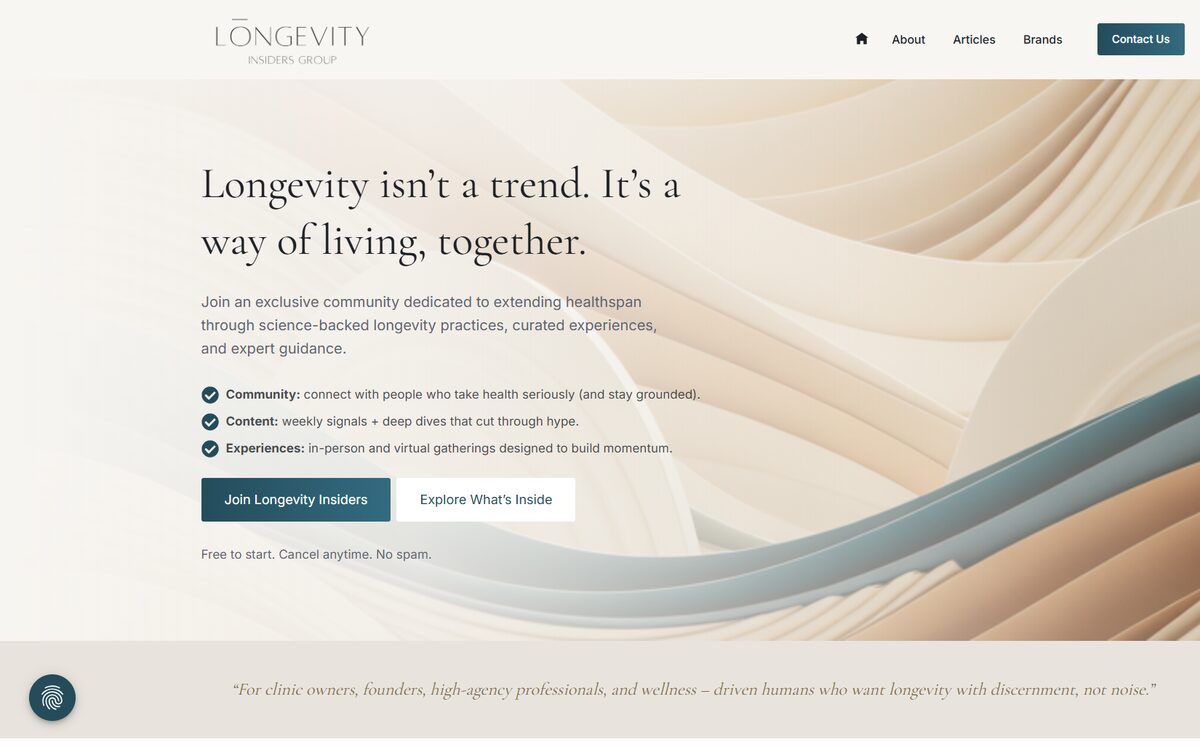 LŌNGEVITY
INSIDERS GROUP
About
Articles
Brands
Contact Us
Longevity isn’t a trend. It’s a
way of living, together.
Join an exclusive community dedicated to extending healthspan
through science-backed longevity practices, curated experiences,
and expert guidance.
Community: connect with people who take health seriously (and stay grounded).
Content: weekly signals + deep dives that cut through hype.
Experiences: in-person and virtual gatherings designed to build momentum.
Join Longevity Insiders
Explore What’s Inside
Free to start. Cancel anytime. No spam.
“For clinic owners, founders, high-agency professionals, and wellness – driven humans who want longevity with discernment, not noise.”